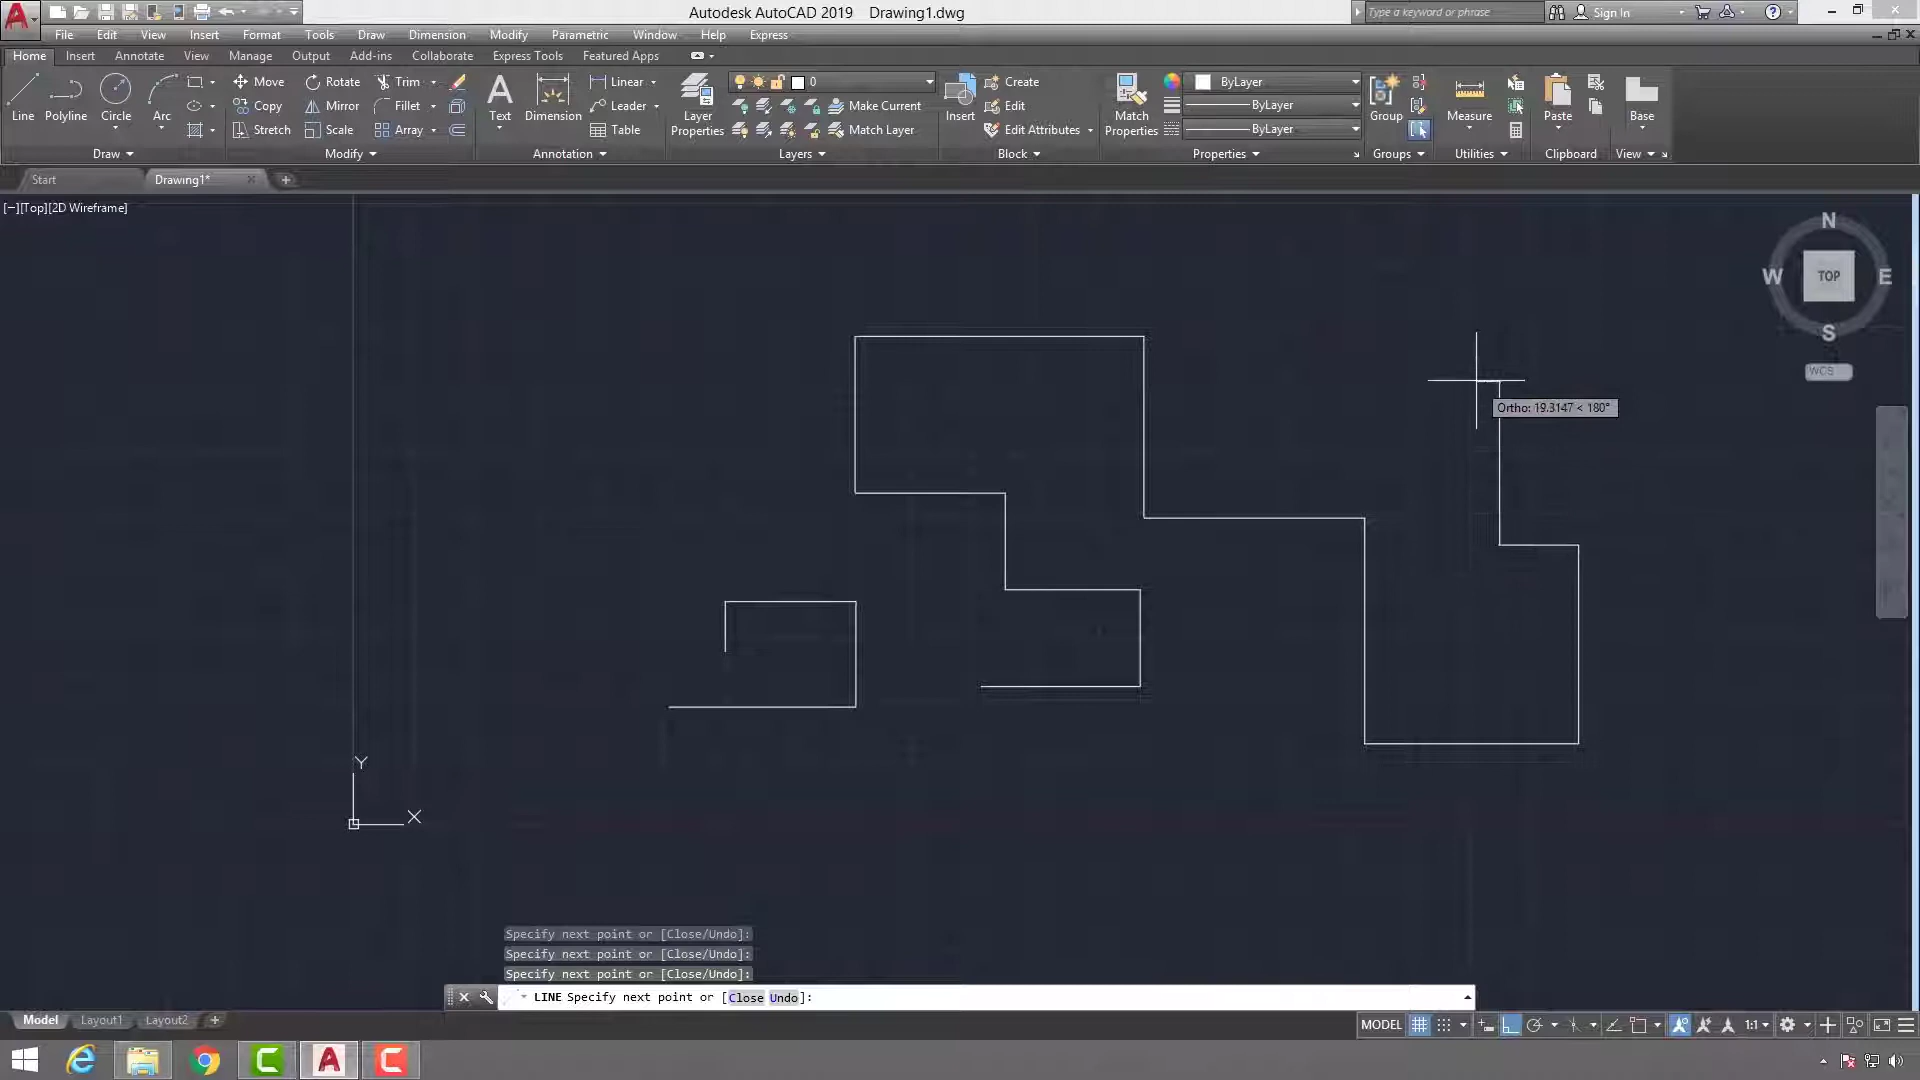 Autodesk AutoCAD 2019 Drawing1.dwg
Type a keyword or phrase
Sign In
File Edit View Insert Format Tools Draw Dimension Modify Parametric Window Help Express
Home Insert Annotate View Manage Output Add-ins Collaborate Express Tools Featured Apps
Line Polyline Circle Arc
Move Rotate Trim
Copy Mirror Fillet
Stretch Scale Array
Text Dimension
Linear
Leader
Table
Layer Properties
0
Make Current
Match Layer
Insert
Create
Edit
Edit Attributes
Match Properties
ByLayer
ByLayer
ByLayer
Group
Measure
Paste
Base
Draw Modify Annotation Layers Block Properties Groups Utilities Clipboard View
Start Drawing1*
[−][Top][2D Wireframe]
N
W TOP E
S
WCS
Ortho: 19.3147 < 180°
Y
X
Specify next point or [Close/Undo]:
Specify next point or [Close/Undo]:
Specify next point or [Close/Undo]:
LINE Specify next point or [Close Undo]:
Model Layout1 Layout2
MODEL 1:1